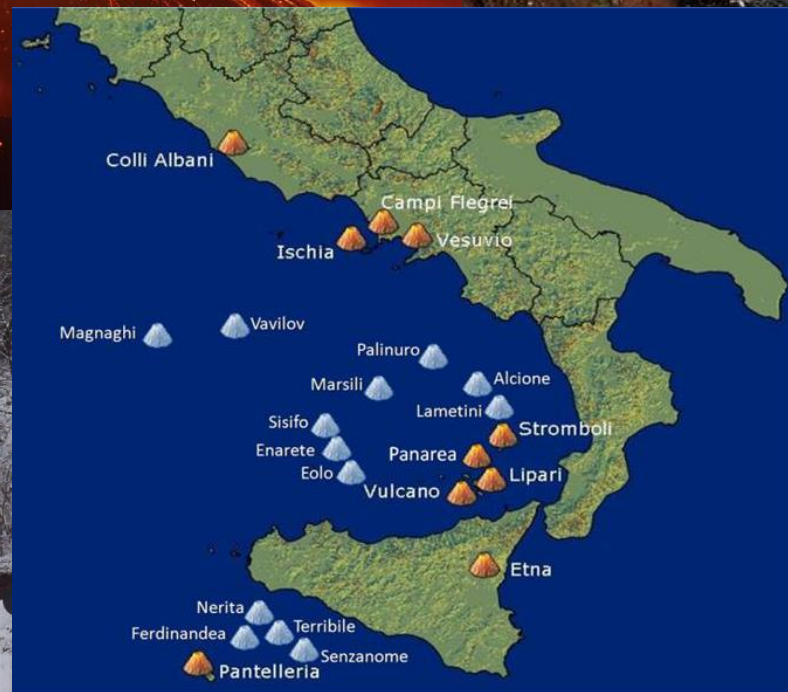 Colli Albani
Campi Flegrei
Ischia
Vesuvio
Magnaghi
Vavilov
Palinuro
Marsili
Alcione
Lametini
Sisifo
Stromboli
Enarete
Panarea
Eolo
Lipari
Vulcano
Etna
Nerita
Ferdinandea
Terribile
Senzanome
Pantelleria